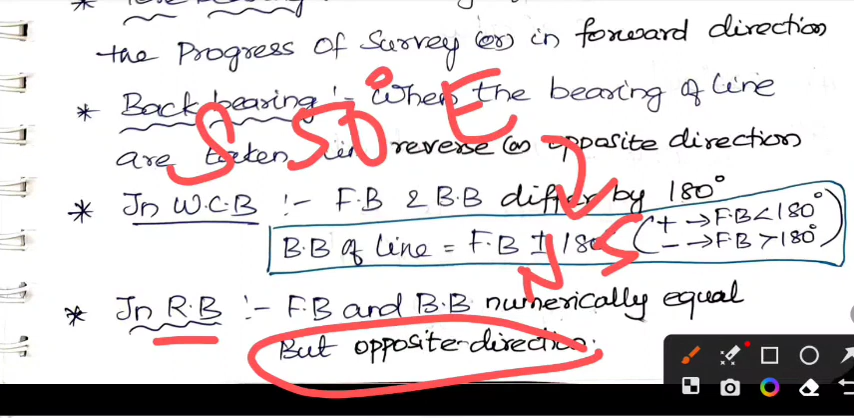 the Progress of Survey (or) in forward direction
* Back bearing :- When the bearing of line
are taken in reverse (or) opposite direction
* In W.C.B :- F.B & B.B differ by 180°
B.B of line = F.B ± 180° ( + → F.B < 180°
- → F.B > 180° )
* In R.B :- F.B and B.B numerically equal
But opposite direction.
S 50° E
N S